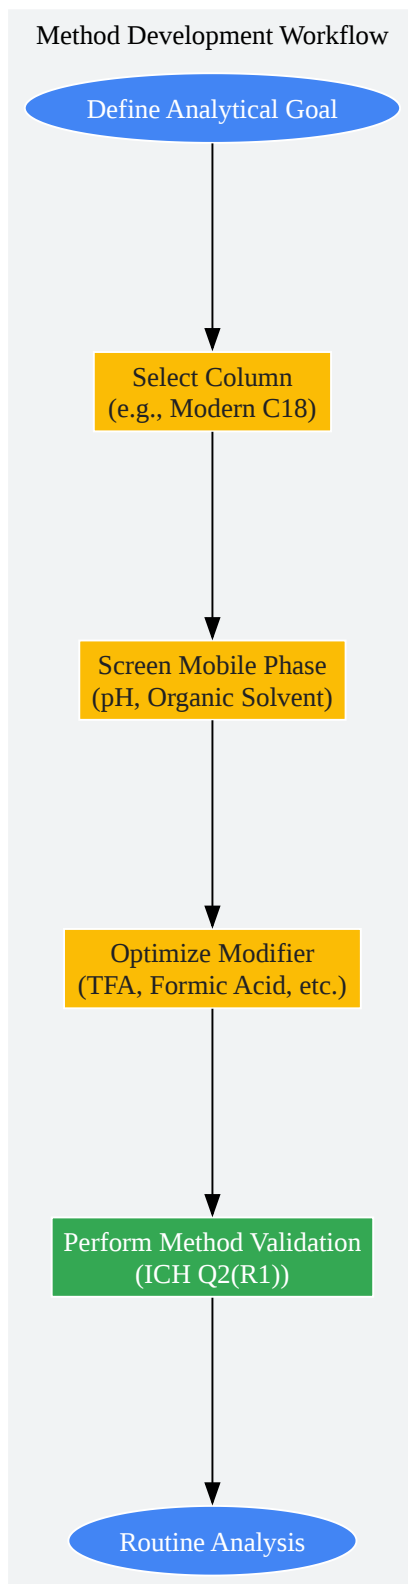 Method Development Workflow
Define Analytical Goal
Select Column
(e.g., Modern C18)
Screen Mobile Phase
(pH, Organic Solvent)
Optimize Modifier
(TFA, Formic Acid, etc.)
Perform Method Validation
(ICH Q2(R1))
Routine Analysis